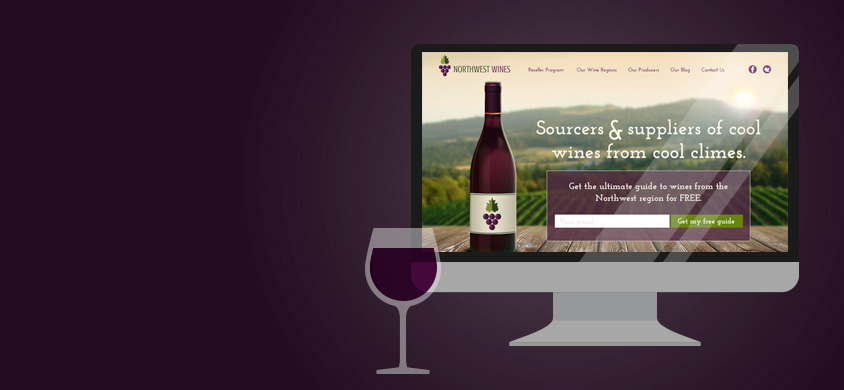 NORTHWEST WINES
Reseller Program Our Wine Regions Our Producers Our Blog Contact Us
Sourcers & suppliers of cool
wines from cool climes.
Get the ultimate guide to wines from the
Northwest region for FREE.
Get my free guide